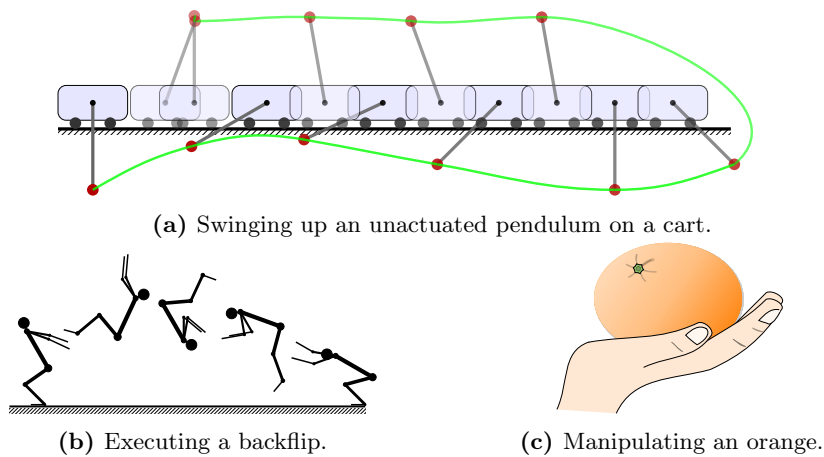 (a) Swinging up an unactuated pendulum on a cart.
(b) Executing a backflip.
(c) Manipulating an orange.